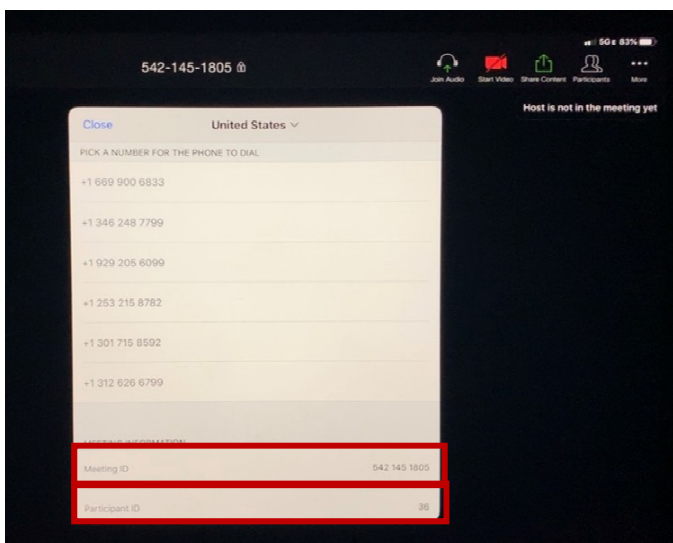 5GE 83%
542-145-1805
Join Audio Start Video Share Content Participants More
Host is not in the meeting yet
Close United States
PICK A NUMBER FOR THE PHONE TO DIAL
+1 669 900 6833
+1 346 248 7799
+1 929 205 6099
+1 253 215 8782
+1 301 715 8592
+1 312 626 6799
MEETING INFORMATION
Meeting ID 542 145 1805
Participant ID 36